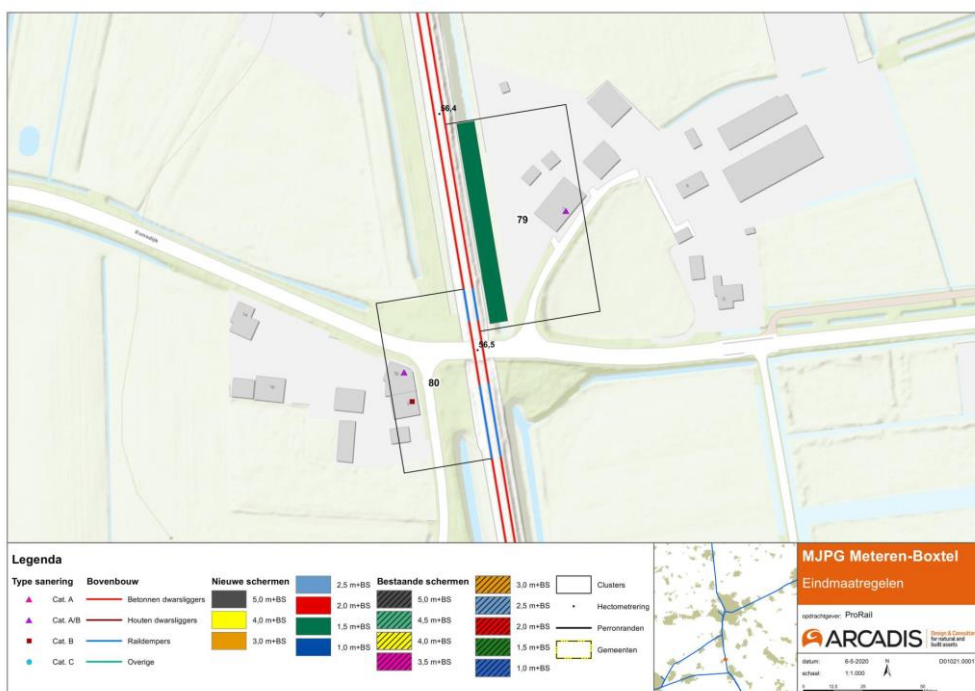 56,4
79
56,5
80
Legenda
Type sanering
Cat. A
Cat. A/B
Cat. B
Cat. C
Bovenbouw
Betonnen dwarsliggers
Houten dwarsliggers
Raildempers
Overige
Nieuwe schermen
5,0 m+BS
4,0 m+BS
3,0 m+BS
2,5 m+BS
2,0 m+BS
1,5 m+BS
1,0 m+BS
Bestaande schermen
5,0 m+BS
4,5 m+BS
4,0 m+BS
3,5 m+BS
3,0 m+BS
2,5 m+BS
2,0 m+BS
1,5 m+BS
1,0 m+BS
Clusters
Hectometrering
Perronranden
Gemeenten
MJPG Meteren-Boxtel
Eindmaatregelen
opdrachtgever: ProRail
ARCADIS
Design & Consultancy
for natural and
built assets
datum: 6-5-2020 D01021.0001
schaal: 1:1.000
N
0 12,5 25 50